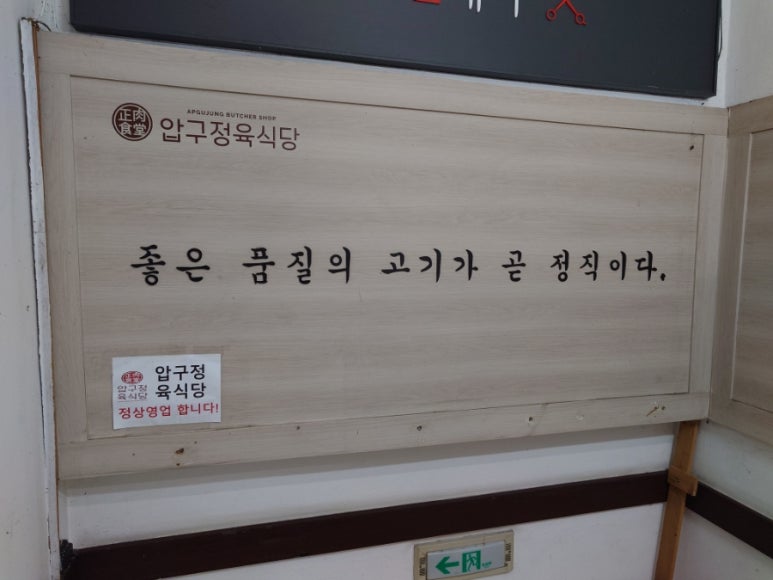 正肉
食堂
APGUJUNG BUTCHER SHOP
압구정육식당
좋은 품질의 고기가 곧 정직이다.
압구정
육식당
압구정
육식당
정상영업 합니다!